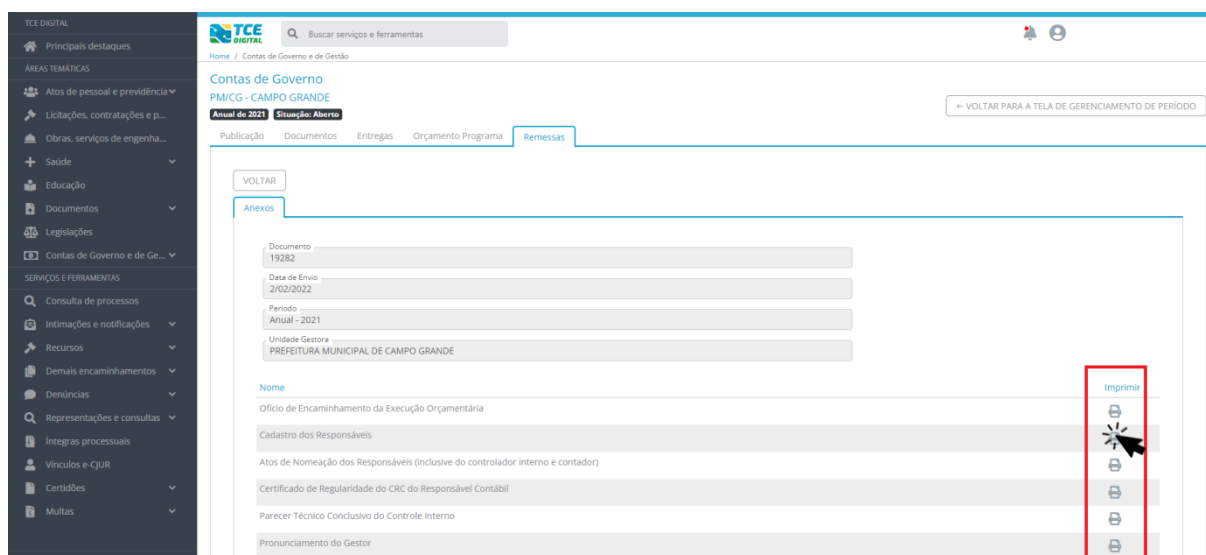 TCE DIGITAL
Principais destaques
ÁREAS TEMÁTICAS
Atos de pessoal e previdência
Licitações, contratações e p...
Obras, serviços de engenha...
Saúde
Educação
Documentos
Legislações
Contas de Governo e de Ge...
SERVIÇOS E FERRAMENTAS
Consulta de processos
Intimações e notificações
Recursos
Demais encaminhamentos
Denúncias
Representações e consultas
Íntegras processuais
Vínculos e-CJUR
Certidões
Multas
TCE
DIGITAL
Buscar serviços e ferramentas
Home / Contas de Governo e de Gestão
Contas de Governo
PM/CG - CAMPO GRANDE
Anual de 2021 Situação: Aberto
← VOLTAR PARA A TELA DE GERENCIAMENTO DE PERÍODO
Publicação Documentos Entregas Orçamento Programa Remessas
VOLTAR
Anexos
Documento
19282
Data de Envio
2/02/2022
Período
Anual - 2021
Unidade Gestora
PREFEITURA MUNICIPAL DE CAMPO GRANDE
Nome Imprimir
Ofício de Encaminhamento da Execução Orçamentária
Cadastro dos Responsáveis
Atos de Nomeação dos Responsáveis (inclusive do controlador interno e contador)
Certificado de Regularidade do CRC do Responsável Contábil
Parecer Técnico Conclusivo do Controle Interno
Pronunciamento do Gestor